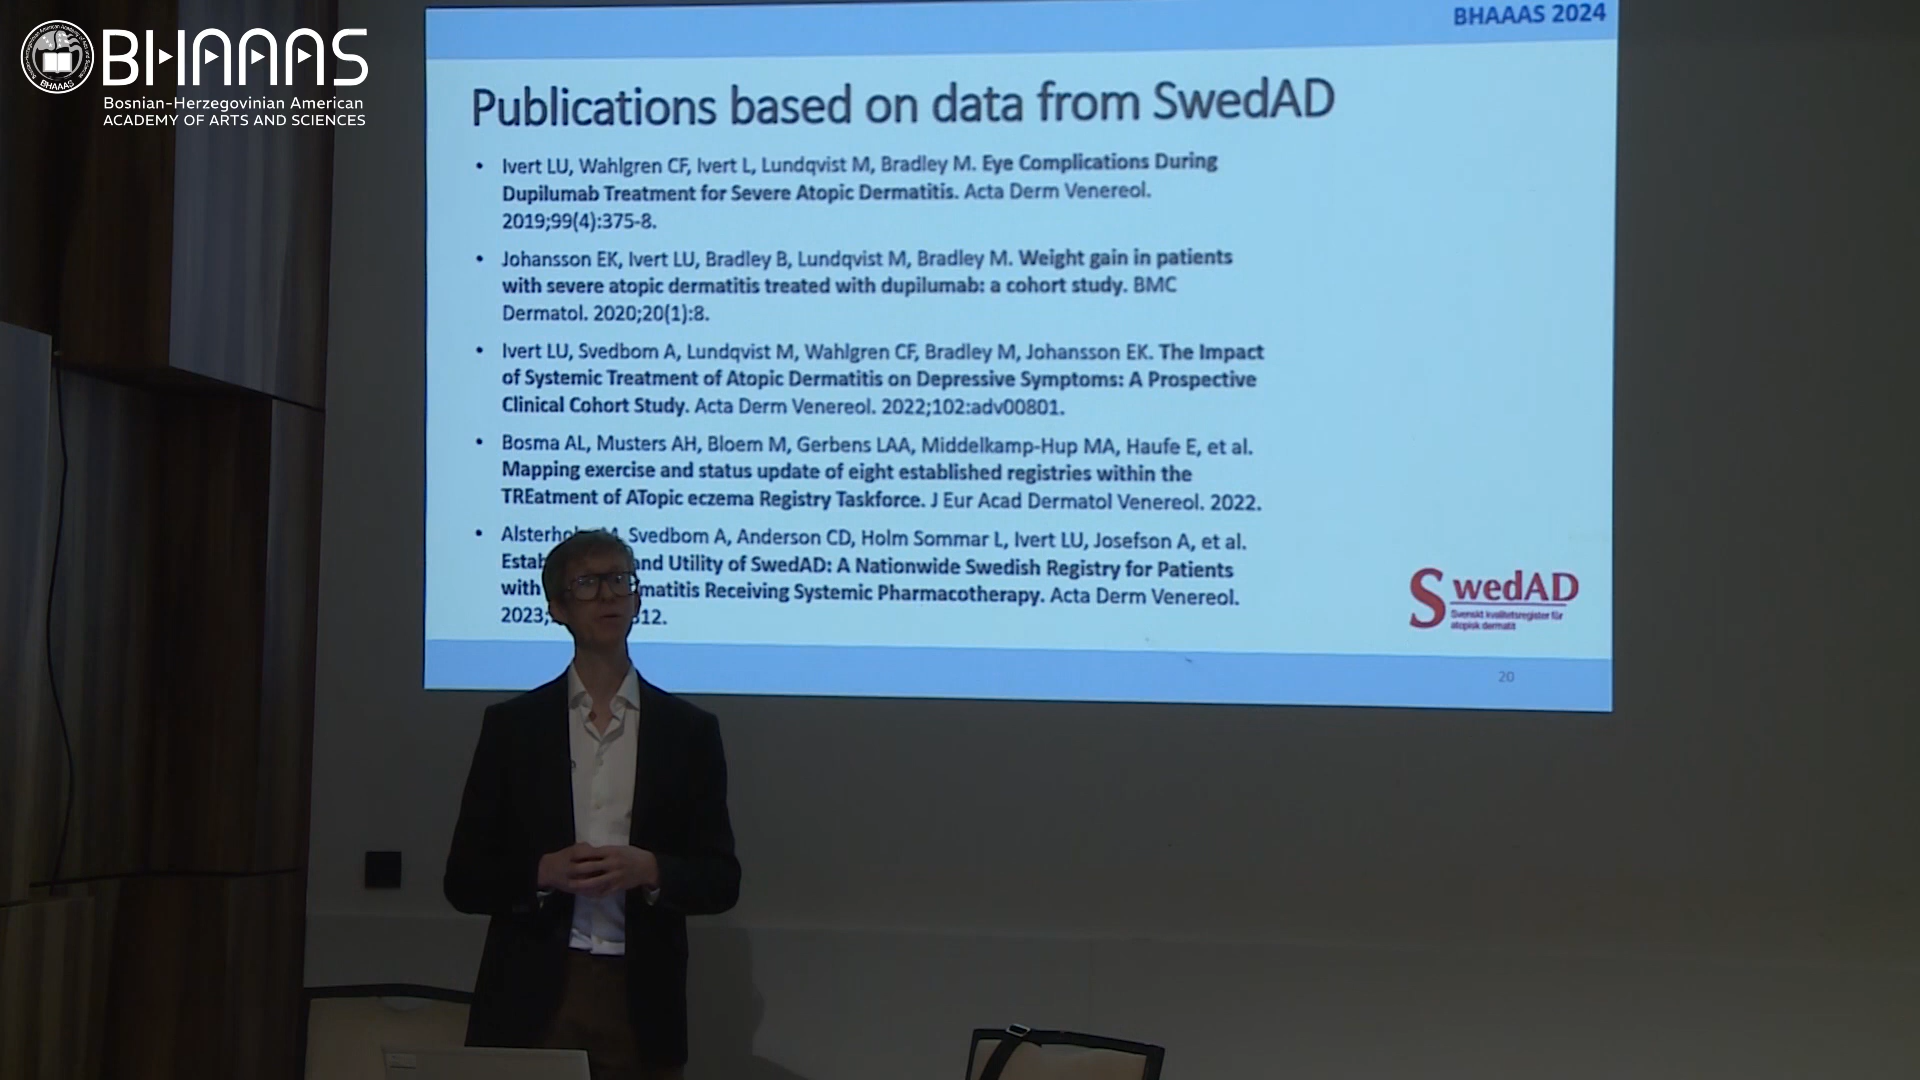 BHAAAS
Bosnian-Herzegovinian American
ACADEMY OF ARTS AND SCIENCES
BHAAAS 2024
Publications based on data from SwedAD
• Ivert LU, Wahlgren CF, Ivert L, Lundqvist M, Bradley M. Eye Complications During
Dupilumab Treatment for Severe Atopic Dermatitis. Acta Derm Venereol.
2019;99(4):375-8.
• Johansson EK, Ivert LU, Bradley B, Lundqvist M, Bradley M. Weight gain in patients
with severe atopic dermatitis treated with dupilumab: a cohort study. BMC
Dermatol. 2020;20(1):8.
• Ivert LU, Svedbom A, Lundqvist M, Wahlgren CF, Bradley M, Johansson EK. The Impact
of Systemic Treatment of Atopic Dermatitis on Depressive Symptoms: A Prospective
Clinical Cohort Study. Acta Derm Venereol. 2022;102:adv00801.
• Bosma AL, Musters AH, Bloem M, Gerbens LAA, Middelkamp-Hup MA, Haufe E, et al.
Mapping exercise and status update of eight established registries within the
TREatment of ATopic eczema Registry Taskforce. J Eur Acad Dermatol Venereol. 2022.
• Svedbom A, Anderson CD, Holm Sommar L, Ivert LU, Josefson A, et al.
and Utility of SwedAD: A Nationwide Swedish Registry for Patients
with Receiving Systemic Pharmacotherapy. Acta Derm Venereol.
2023; 12.
SwedAD
Svenskt kvalitetsregister för
atopisk dermatit
20